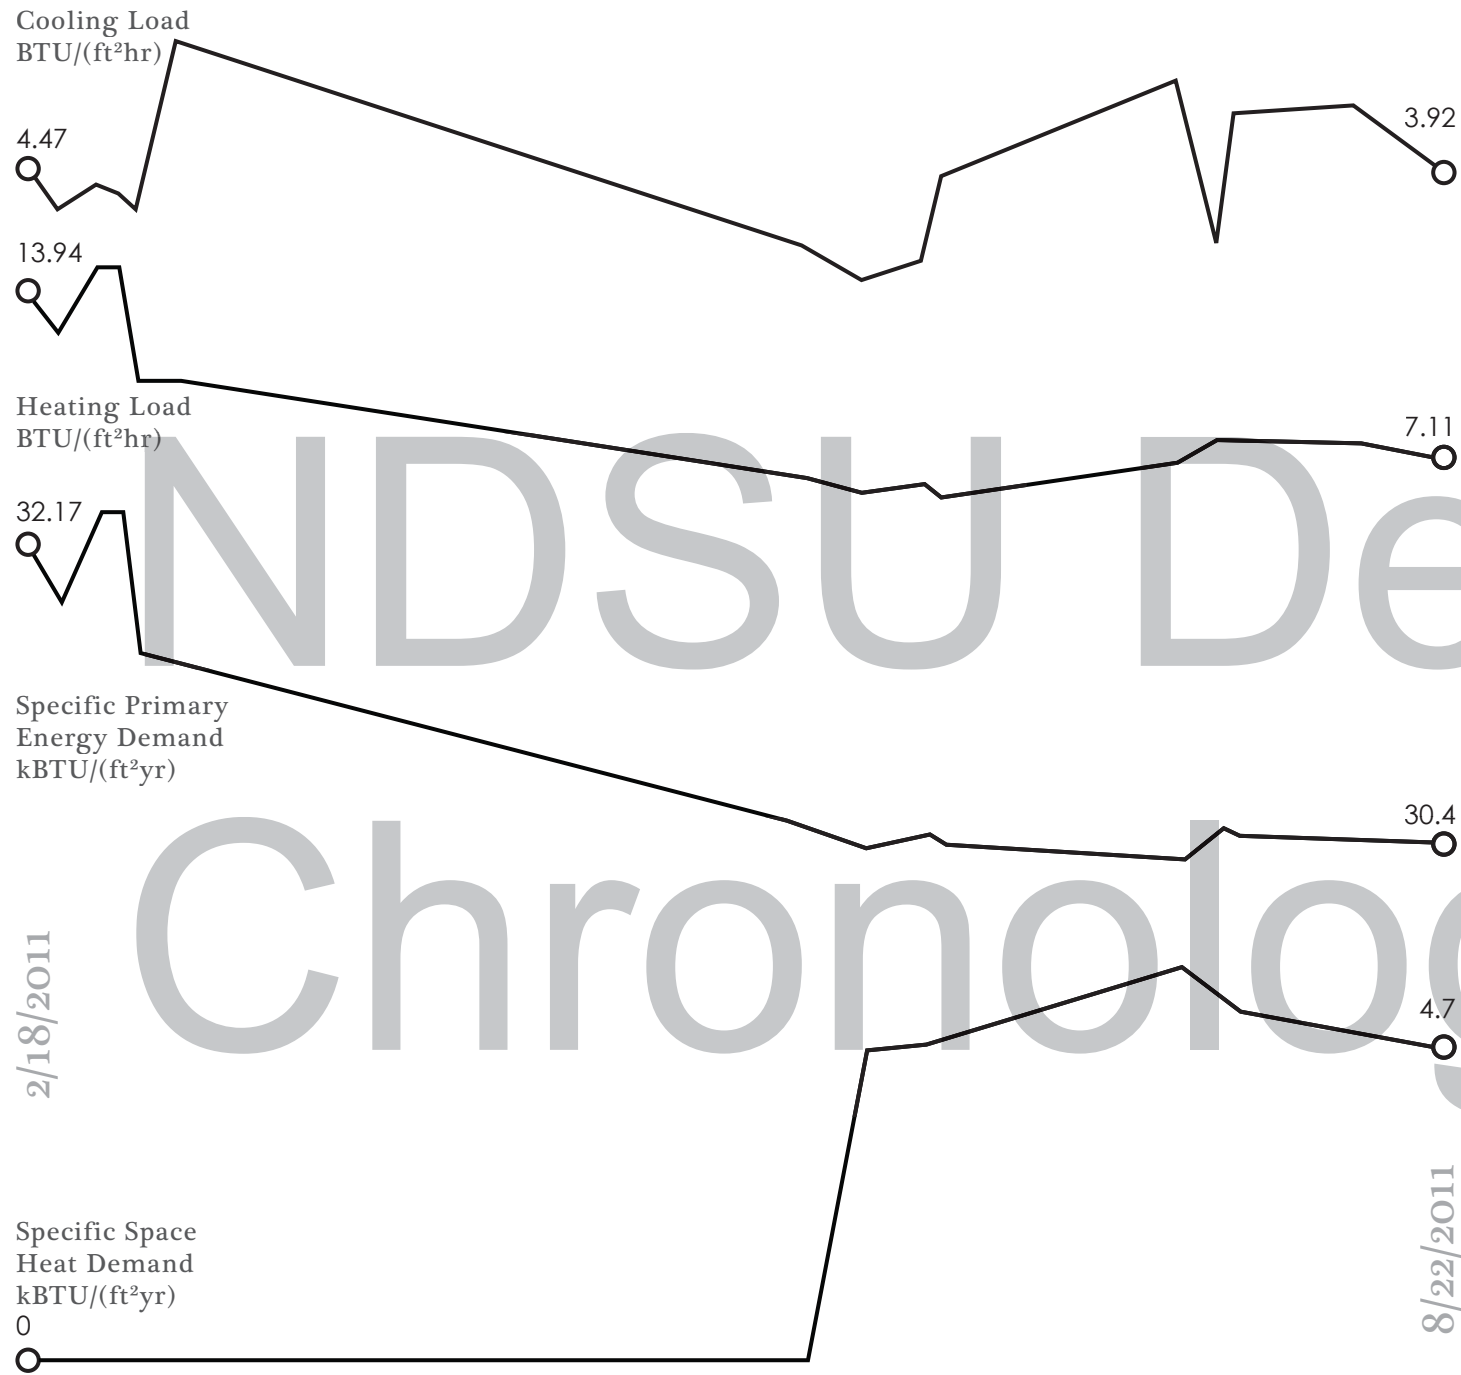 Cooling Load
BTU/(ft²hr)
4.47
3.92
13.94
Heating Load
BTU/(ft²hr)
7.11
32.17
NDSU De
Specific Primary
Energy Demand
kBTU/(ft²yr)
30.4
Chronolog
2/18/2011
4.7
8/22/2011
Specific Space
Heat Demand
kBTU/(ft²yr)
0